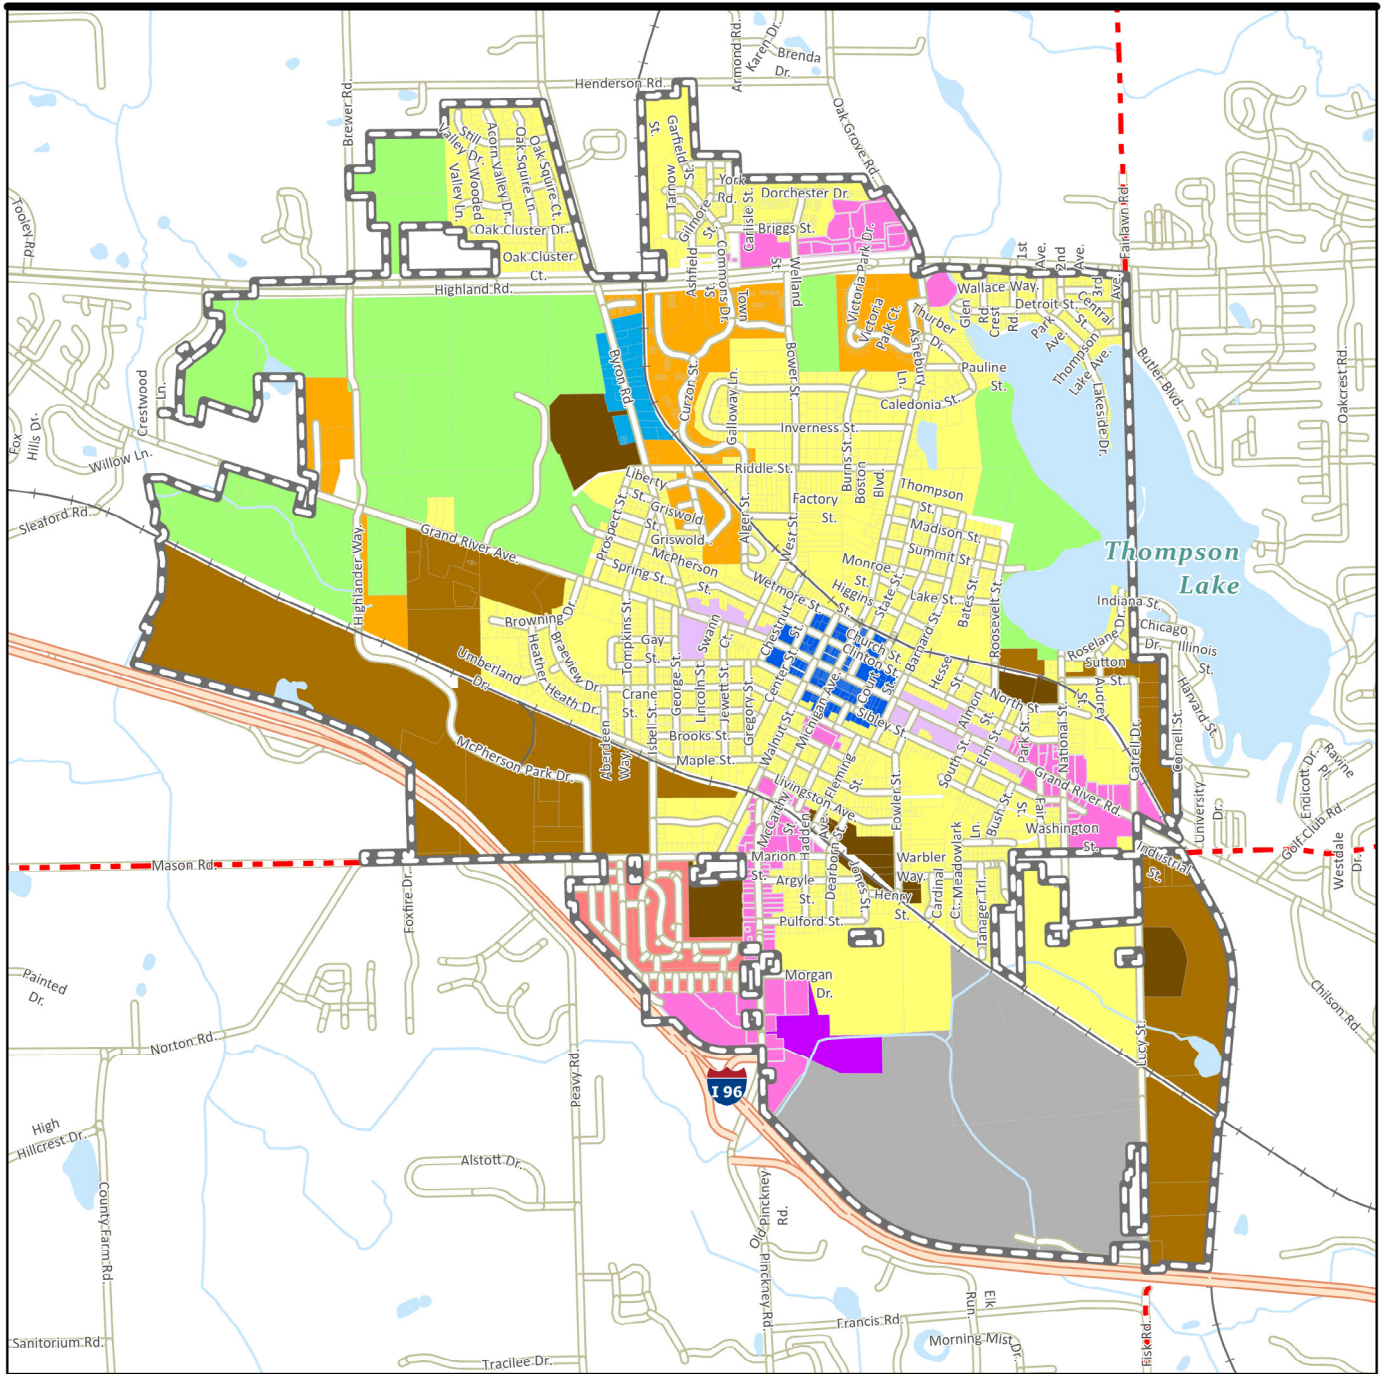 Armond Rd.
Karen Dr.
Brenda
Dr.
Henderson Rd.
Brewer Rd.
Oak Grove Rd.
Still
Valley Dr.
Acorn Valley Dr.
Oak Squire Ln.
Oak Squire Ct.
Wooded
Valley Ln.
Oak Cluster Dr.
Oak Cluster
Ct.
Garfield
St.
Tarnow
St.
York
Rd.
Dorchester Dr.
Gilmore
St.
Carlisle St.
Briggs St.
Fairlawn Rd.
Tooley Rd.
Highland Rd.
Ashfield
St.
Commons Dr.
Town
Welland
St.
Victoria Park Dr.
Victoria
Park Ct.
1st
Ave.
2nd
Ave.
3rd
Ave.
Wallace Way.
Detroit St.
Central
St.
Glen
Rd.
Crest
Rd.
Park
Ave.
Thompson
Lake Ave.
Lakeside Dr.
Thurber
Dr.
Ashebury
Ln.
Pauline
St.
Caledonia St.
Butler Blvd.
Oakcrest Rd.
Crestwood
Ln.
Fox
Hills Dr.
Willow Ln.
Sleaford Rd.
Byron Rd.
Curzon St.
Galloway Ln.
Bower St.
Inverness St.
Burns St.
Boston
Blvd.
Riddle St.
Liberty
St.
Griswold
St.
Griswold
Prospect St.
Alger St.
Factory
St.
West St.
Thompson
St.
Madison St.
Summit St.
Monroe
St.
Higgins
St.
State St.
Lake St.
Bates St.
Barnard St.
Roosevelt St.
Thompson
Lake
Grand River Ave.
Highlander Way.
McPherson
St.
Spring St.
Wetmore St.
Browning Dr.
Braeview Dr.
Heather
Heath Dr.
Umberland
Dr.
Tompkins St.
Gay
St.
Crane
St.
George St.
Isbell St.
Lincoln St.
Swann
Ct.
Jewett St.
Gregory St.
Brooks St.
Maple St.
Aberdeen
Way.
Chestnut
St.
Center St.
Church St.
Clinton St.
Court
St.
Michigan Ave.
Walnut St.
Sibley St.
Hessel
St.
Almon
St.
North St.
Elm St.
South St.
Park St.
National St.
Audrey
St.
Sutton
St.
Roselane Dr.
Indiana St.
Chicago
Dr.
Illinois
St.
Harvard St.
Cornell St.
Catrell Dr.
Grand River Rd.
McPherson Park Dr.
Livingston Ave
Fleming
St.
McCarthy
St.
Hadden
Ave.
Dearborn St.
Fowler St.
Bush St.
Fair
St.
Washington
St.
Meadowlark
Ln.
Warbler
Way.
Cardinal
Ct.
Tanager Trl.
Marion
St.
Argyle
St.
Jones St.
Henry
St.
Pulford St.
Morgan
Dr.
University
Dr.
Endicott Dr.
Ravine
Pl.
Golf Club Rd.
Westdale
Dr.
Industrial
St.
Chilson Rd.
Mason Rd.
Foxfire Dr.
Painted
Dr.
Norton Rd.
Peavy Rd.
Lucy St.
I 96
High
Hillcrest Dr.
Alstott Dr.
County Farm Rd.
Old Pinckney
Rd.
Pinckney Rd.
Sanitorium Rd.
Tracilee Dr.
Francis Rd.
Elk
Run.
Morning Mist Dr.
Fisk Rd.